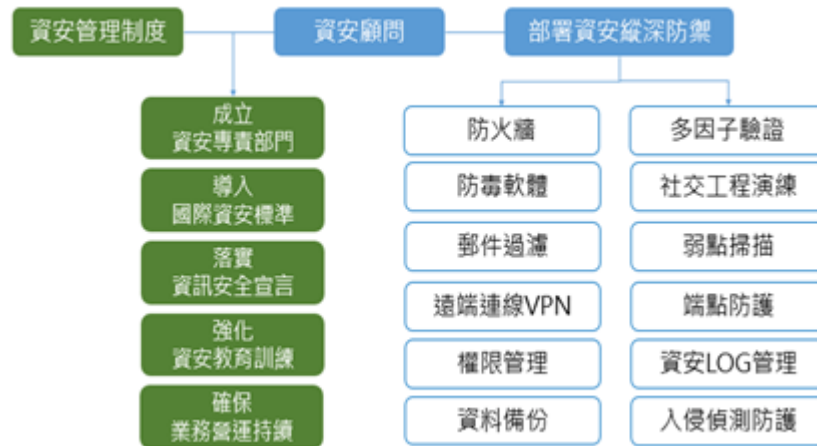 資安管理制度
資安顧問
部署資安縱深防禦
成立
資安專責部門
導入
國際資安標準
落實
資訊安全宣言
強化
資安教育訓練
確保
業務營運持續
防火牆
防毒軟體
郵件過濾
遠端連線VPN
權限管理
資料備份
多因子驗證
社交工程演練
弱點掃描
端點防護
資安LOG管理
入侵偵測防護